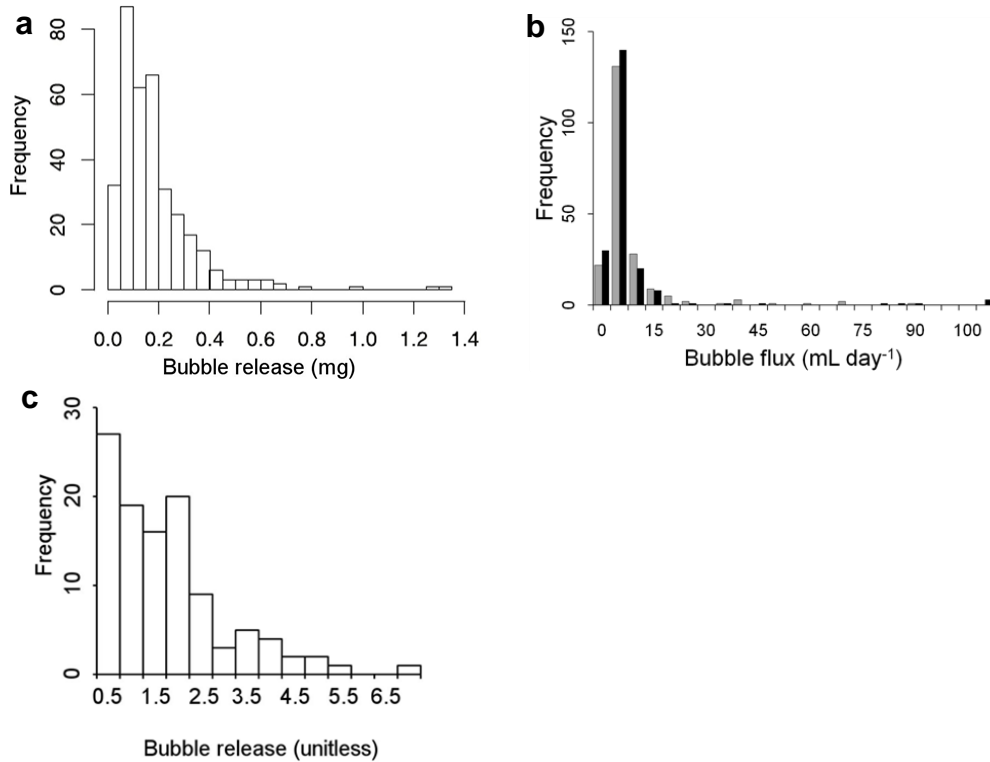 a
80
60
40
20
0
Frequency
0.0 0.2 0.4 0.6 0.8 1.0 1.2 1.4
Bubble release (mg)
b
150
100
50
0
Frequency
0 15 30 45 60 75 90 100
Bubble flux (mL day⁻¹)
c
30
20
10
0
Frequency
0.5 1.5 2.5 3.5 4.5 5.5 6.5
Bubble release (unitless)